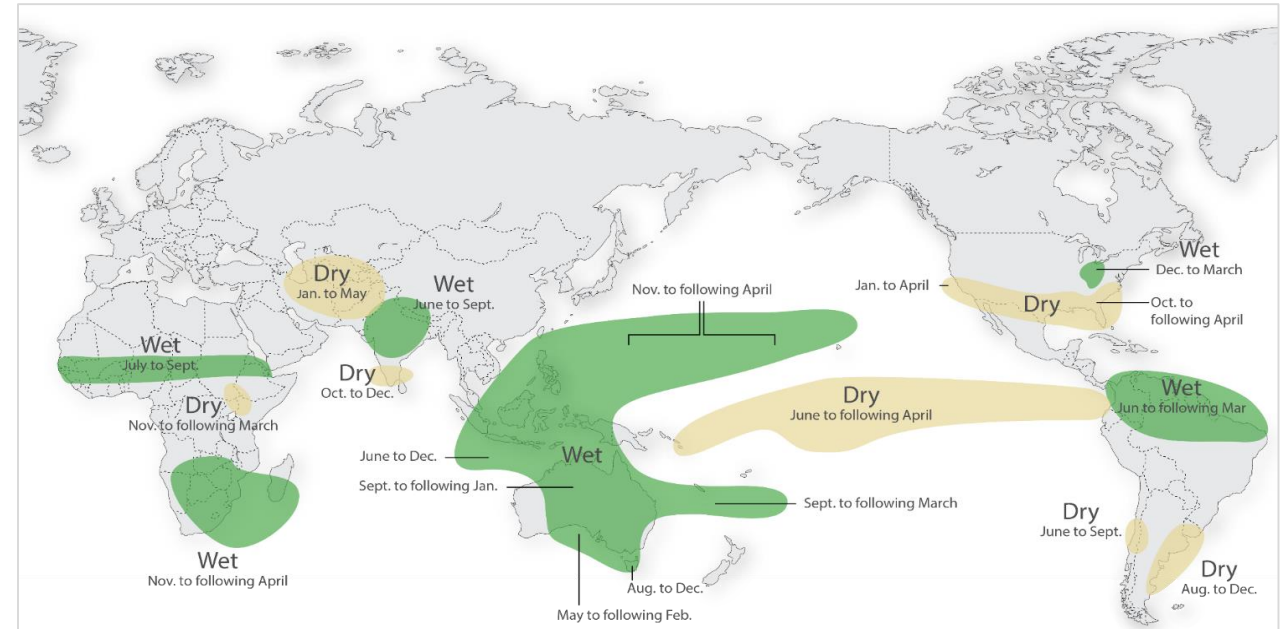 Wet
Dec. to March
Dry
Jan. to May
Wet
June to Sept.
Nov. to following April
Jan. to April
Dry
Oct. to
following April
Wet
July to Sept.
Dry
Oct. to Dec.
Dry
Nov. to following March
Dry
June to following April
Wet
Jun to following Mar
June to Dec.
Wet
Sept. to following Jan.
Sept. to following March
Dry
June to Sept.
Wet
Nov. to following April
Aug. to Dec.
May to following Feb.
Dry
Aug. to Dec.